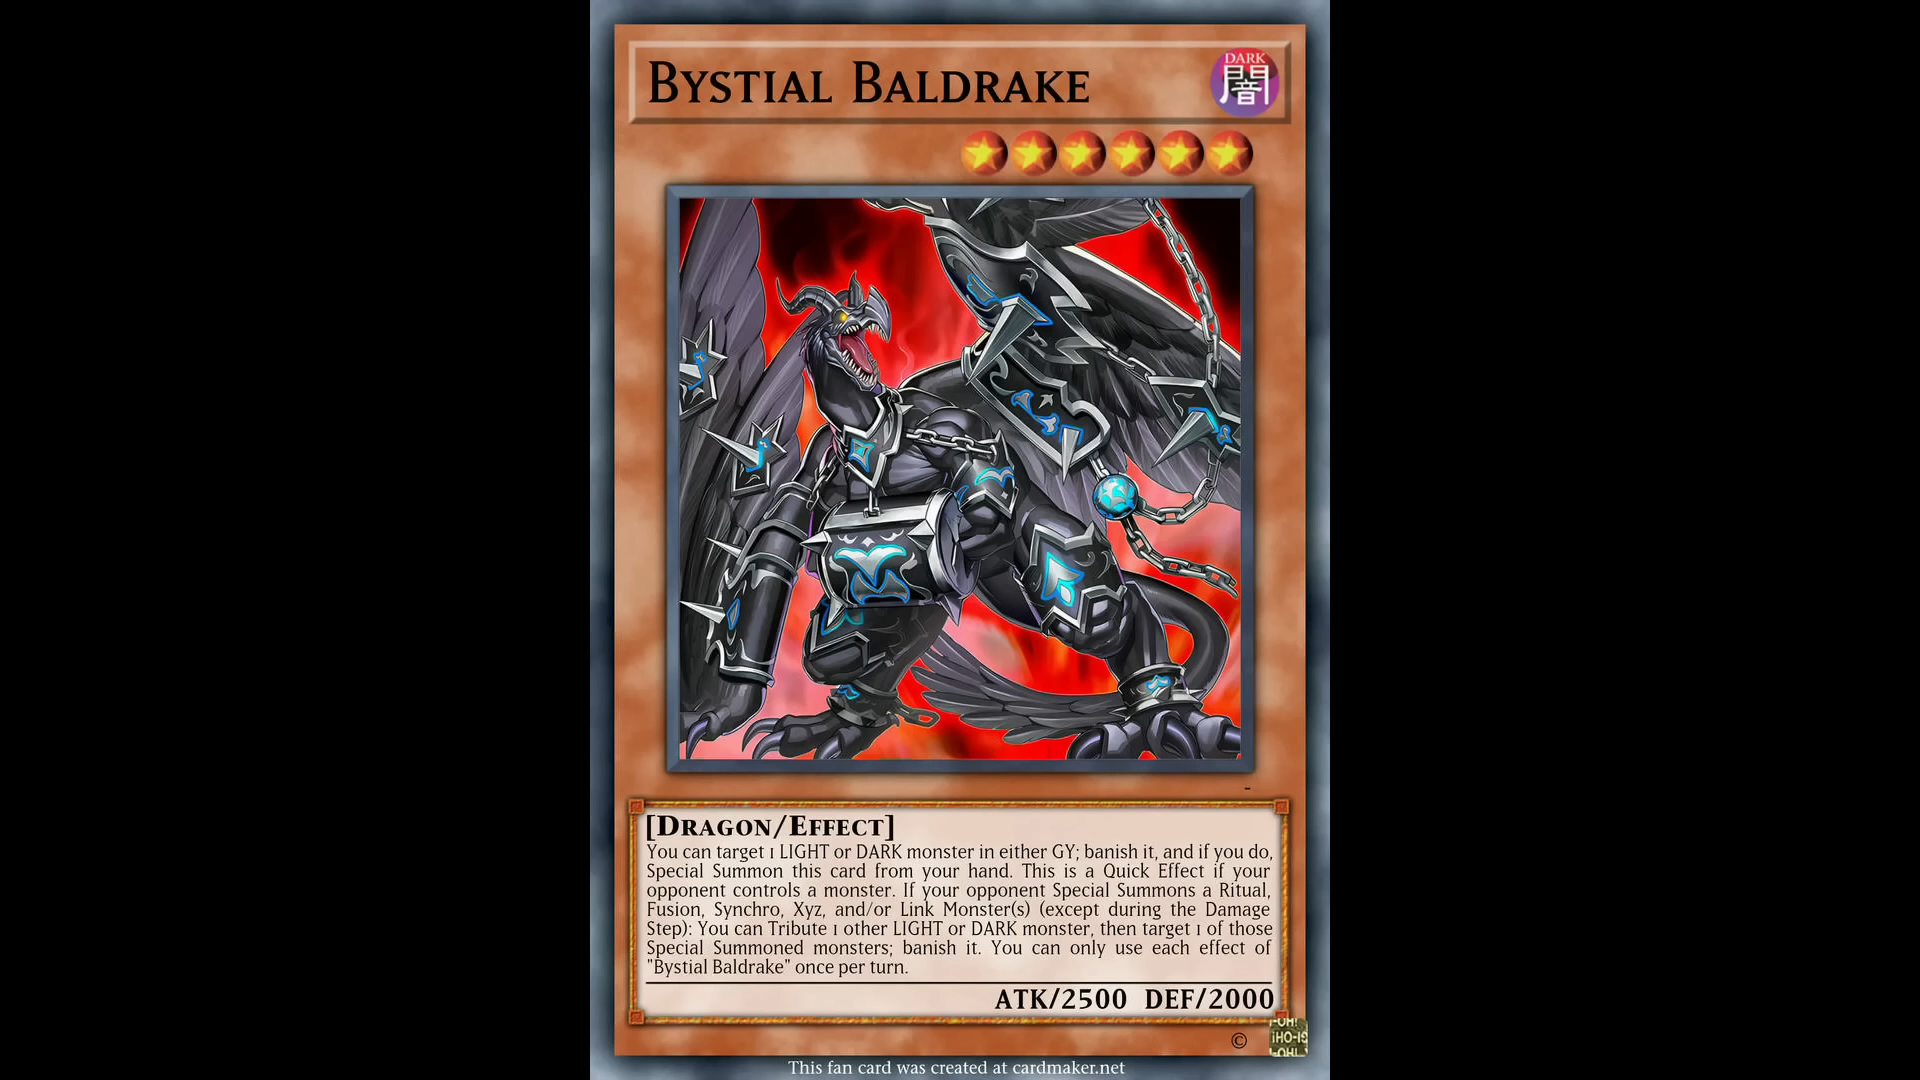 Bystial Baldrake
DARK
闇
-
[Dragon/Effect]
You can target 1 LIGHT or DARK monster in either GY; banish it, and if you do,
Special Summon this card from your hand. This is a Quick Effect if your
opponent controls a monster. If your opponent Special Summons a Ritual,
Fusion, Synchro, Xyz, and/or Link Monster(s) (except during the Damage
Step): You can Tribute 1 other LIGHT or DARK monster, then target 1 of those
Special Summoned monsters; banish it. You can only use each effect of
"Bystial Baldrake" once per turn.
ATK/2500 DEF/2000
©
This fan card was created at cardmaker.net